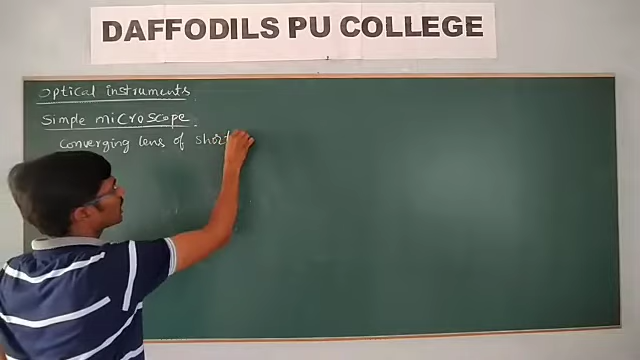 DAFFODILS PU COLLEGE
Optical instruments
Simple microscope
Converging lens of short